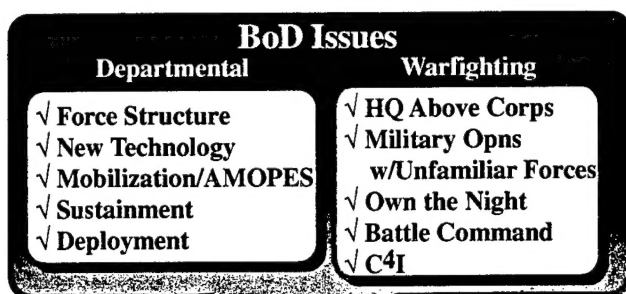 BoD Issues
Departmental
√ Force Structure
√ New Technology
√ Mobilization/AMOPES
√ Sustainment
√ Deployment
Warfighting
√ HQ Above Corps
√ Military Opns
w/Unfamiliar Forces
√ Own the Night
√ Battle Command
√ C⁴I